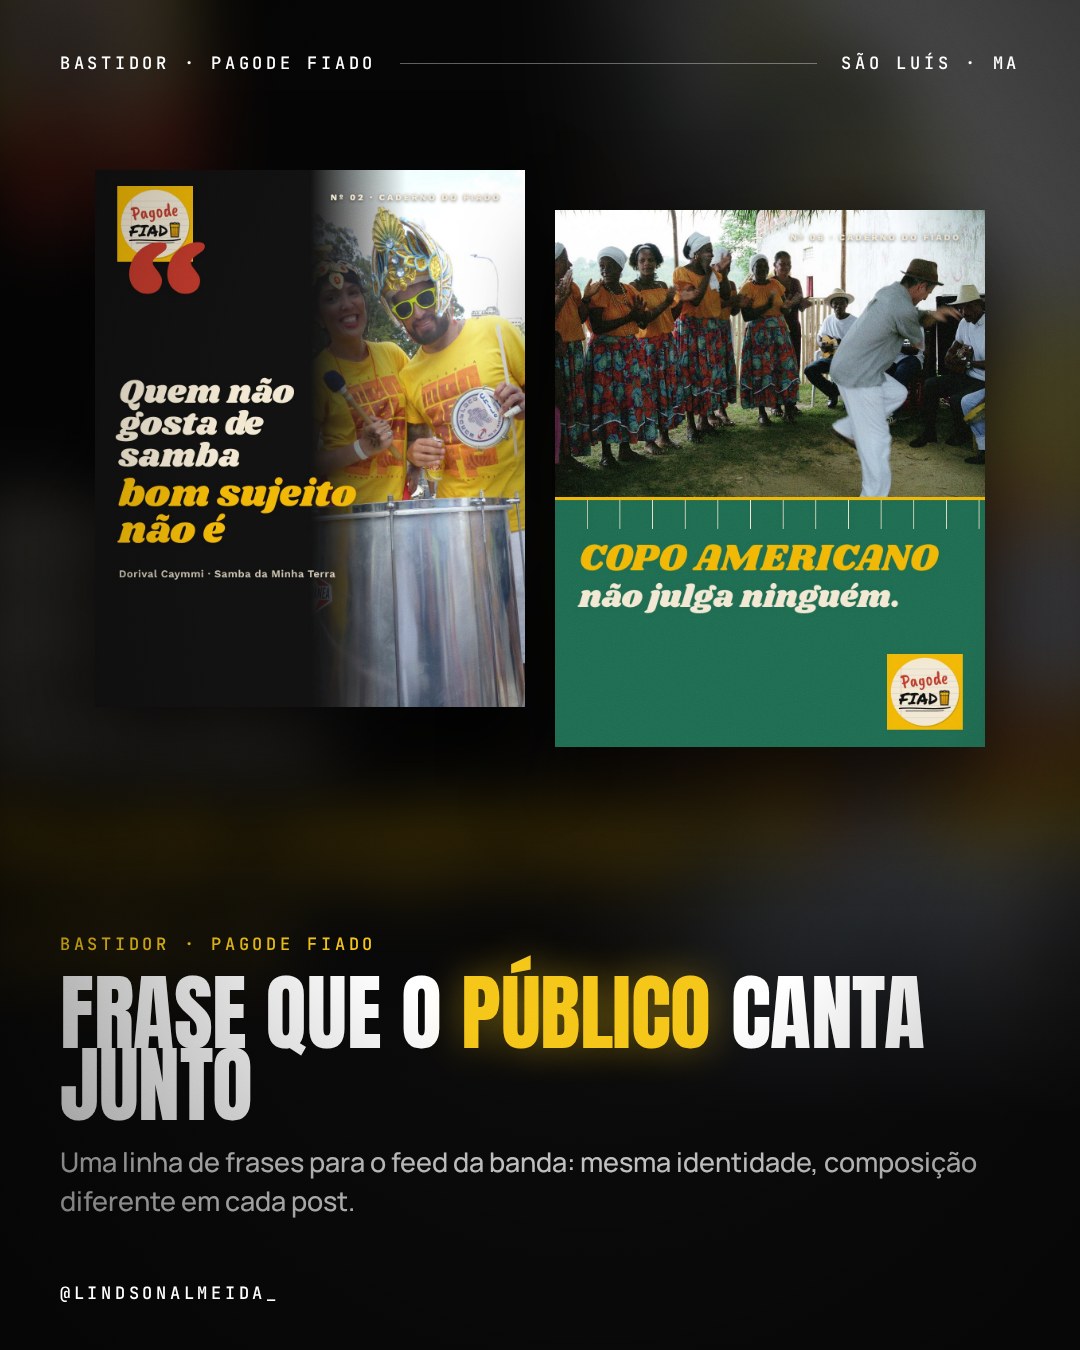 BASTIDOR · PAGODE FIADO
SÃO LUÍS · MA
Pagode
FIAD
Nº 02 · CADERNO DO FIADO
“
Quem não
gosta de
samba
bom sujeito
não é
Dorival Caymmi · Samba da Minha Terra
CADERNO DO FIADO
COPO AMERICANO
não julga ninguém.
Pagode
FIAD
BASTIDOR · PAGODE FIADO
FRASE QUE O PÚBLICO CANTA
JUNTO
Uma linha de frases para o feed da banda: mesma identidade, composição
diferente em cada post.
@LINDSONALMEIDA_